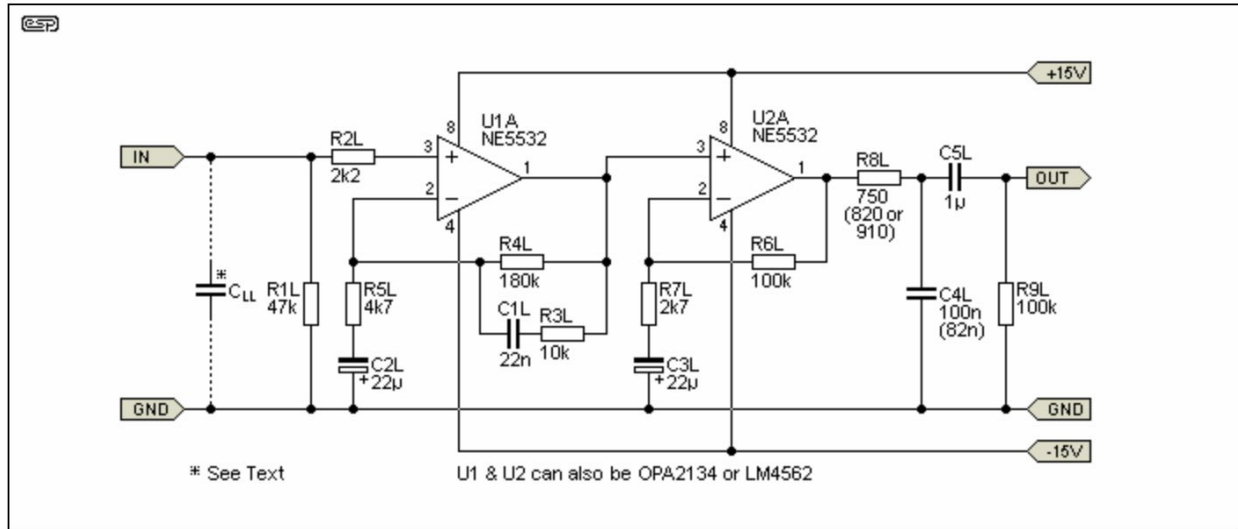 esp
+15V
U1A
NE5532
U2A
NE5532
8
8
IN
R2L
2k2
3
+
1
2
−
4
3
+
1
2
−
4
R8L
750
(820 or
910)
C5L
1µ
OUT
R4L
180k
R6L
100k
*
CLL
R1L
47k
R5L
4k7
C1L
22n
R3L
10k
R7L
2k7
C4L
100n
(82n)
R9L
100k
C2L
+ 22µ
C3L
+ 22µ
GND
GND
-15V
* See Text
U1 & U2 can also be OPA2134 or LM4562